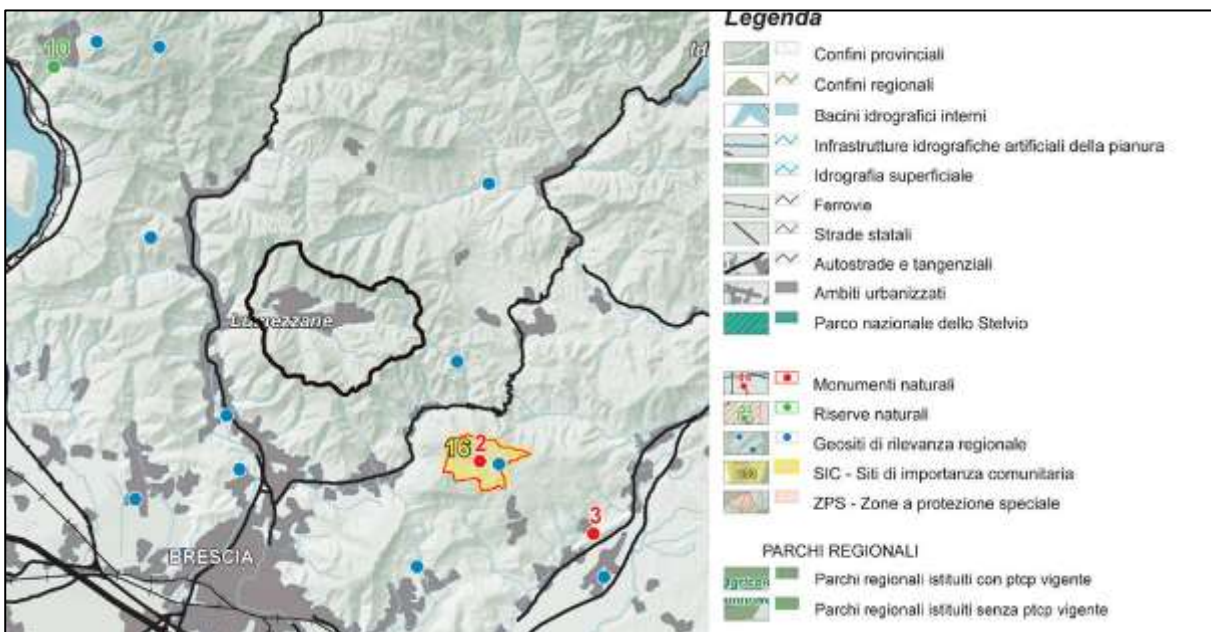 Legenda
10
Id
Confini provinciali
Confini regionali
Bacini idrografici interni
Infrastrutture idrografiche artificiali della pianura
Idrografia superficiale
Ferrovie
Strade statali
Autostrade e tangenziali
Ambiti urbanizzati
Lumezzane
Parco nazionale dello Stelvio
Monumenti naturali
Riserve naturali
Geositi di rilevanza regionale
16 2
SIC - Siti di importanza comunitaria
ZPS - Zone a protezione speciale
3
BRESCIA
PARCHI REGIONALI
Parchi regionali istituiti con ptcp vigente
Parchi regionali istituiti senza ptcp vigente